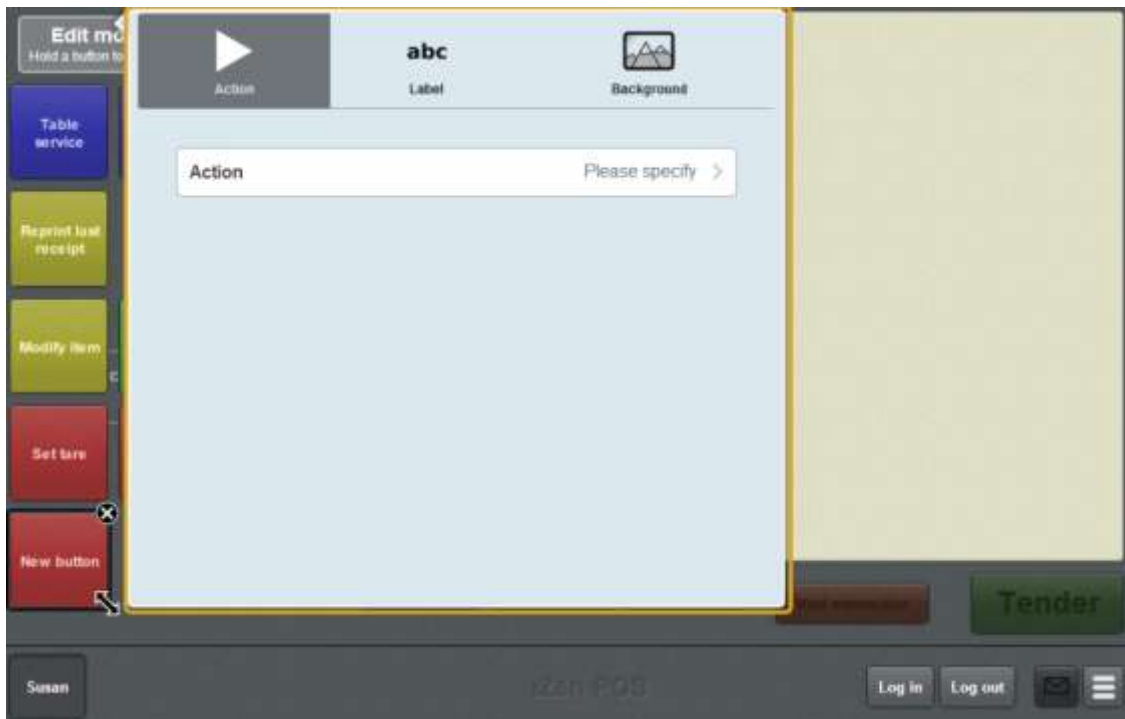 Edit mo
Hold a button to
abc
Action
Label
Background
Table
service
Action
Please specify
Reprint last
receipt
Modify item
Set tare
New button
Tender
Susan
Log in
Log out